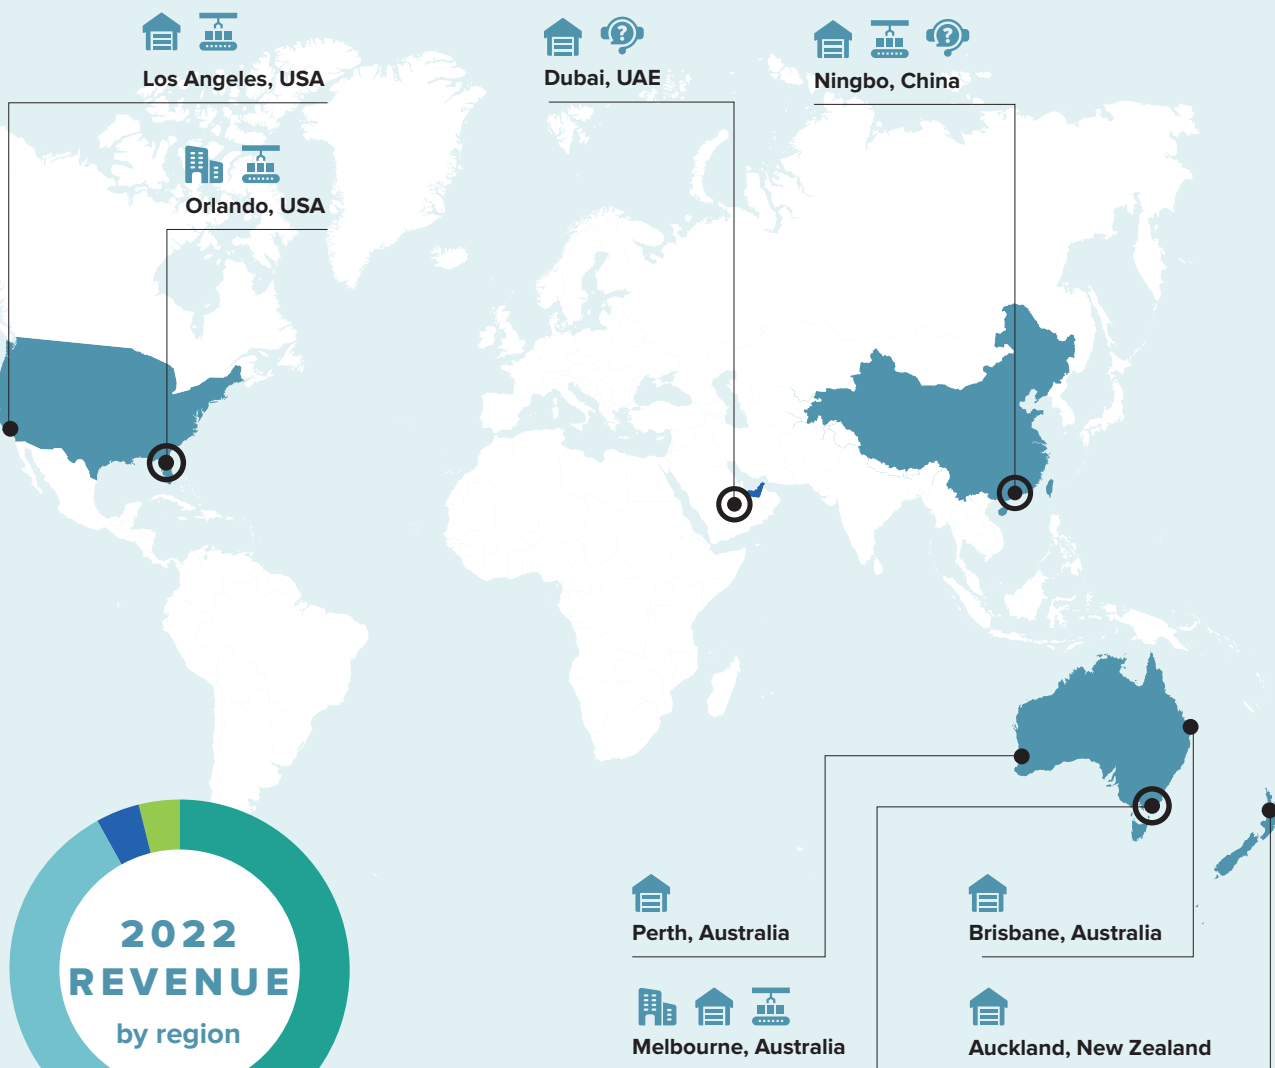 Los Angeles, USA
Dubai, UAE
Ningbo, China
Orlando, USA
2022
REVENUE
by region
Perth, Australia
Brisbane, Australia
Melbourne, Australia
Auckland, New Zealand